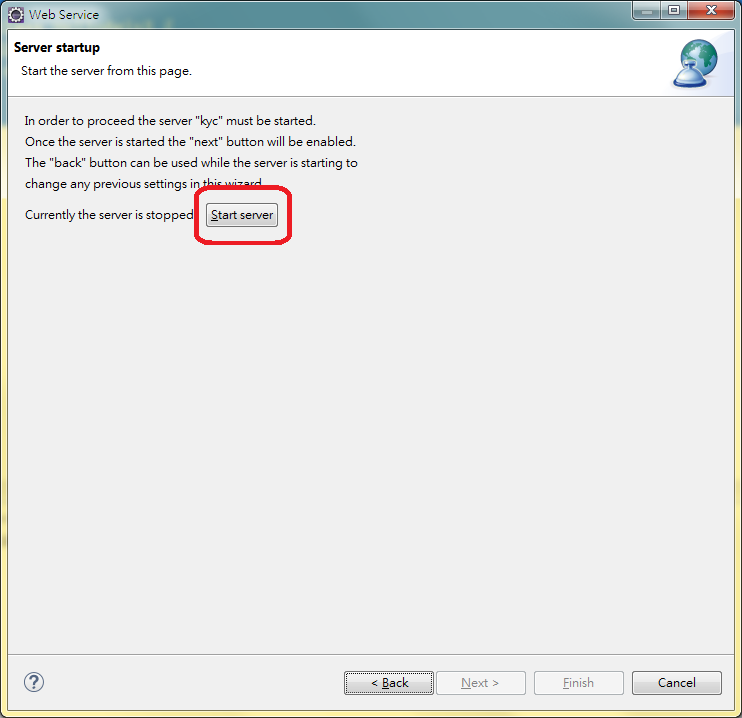 Web Service
Server startup
Start the server from this page.
In order to proceed the server "kyc" must be started.
Once the server is started the "next" button will be enabled.
The "back" button can be used while the server is starting to
change any previous settings in this wizard.
Currently the server is stopped Start server
?
< Back Next > Finish Cancel